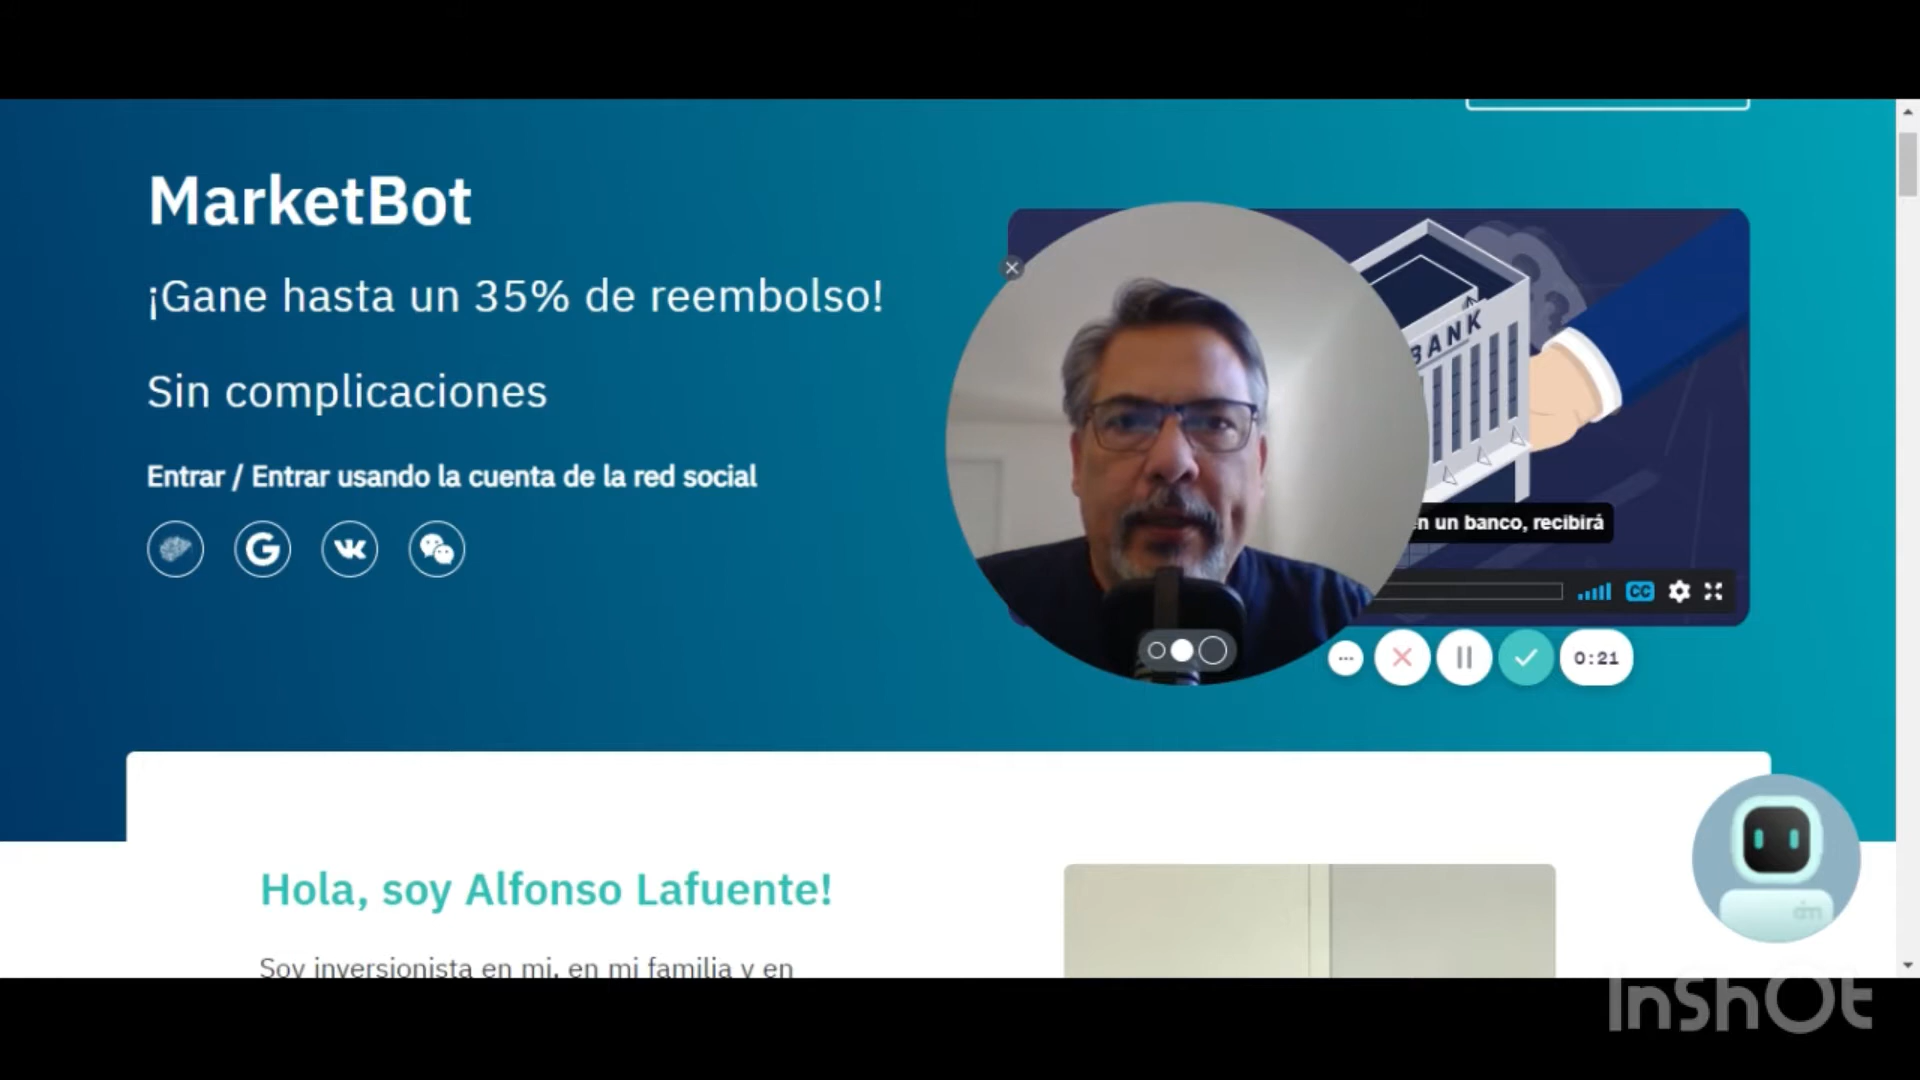 MarketBot
¡Gane hasta un 35% de reembolso!
Sin complicaciones
Entrar / Entrar usando la cuenta de la red social
BANK
n un banco, recibirá
CC
0:21
Hola, soy Alfonso Lafuente!
Soy inversionista en mi, en mi familia y en
InShOt